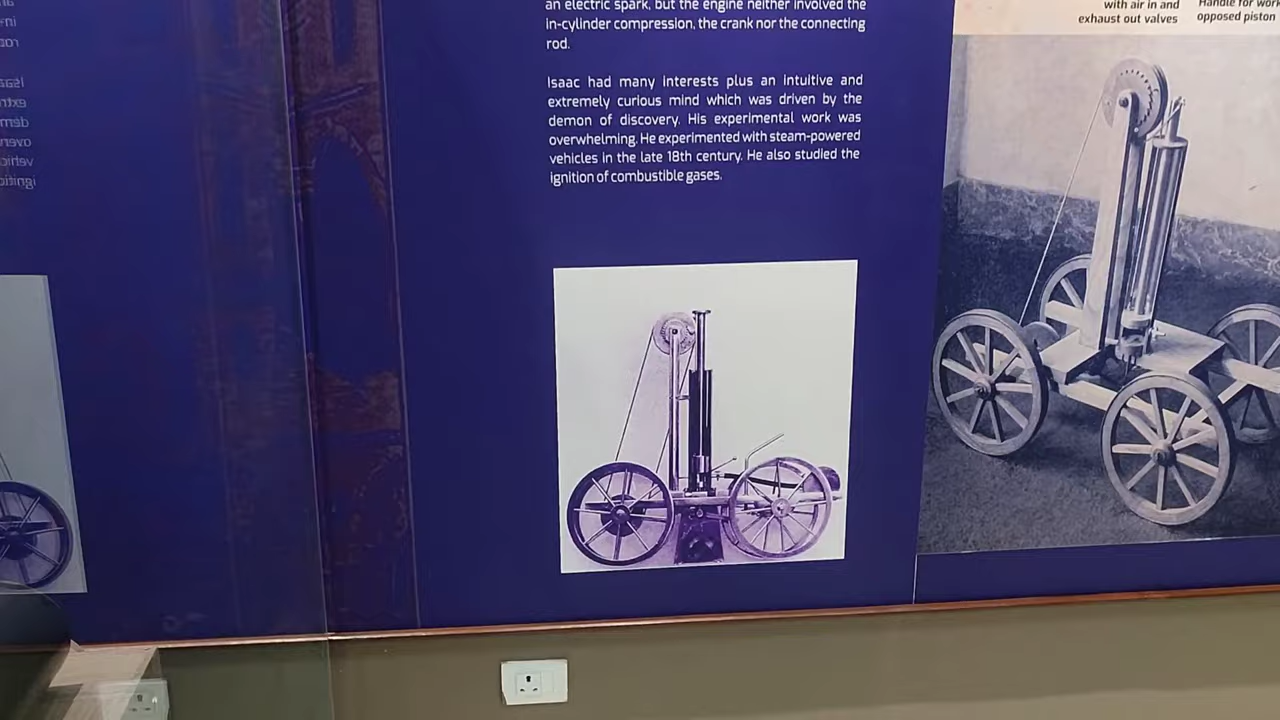 an electric spark, but the engine neither involved the
in-cylinder compression, the crank nor the connecting
rod.
Isaac had many interests plus an intuitive and
extremely curious mind which was driven by the
demon of discovery. His experimental work was
overwhelming. He experimented with steam-powered
vehicles in the late 18th century. He also studied the
ignition of combustible gases.
with air in and
exhaust out valves
Handle for work
opposed piston